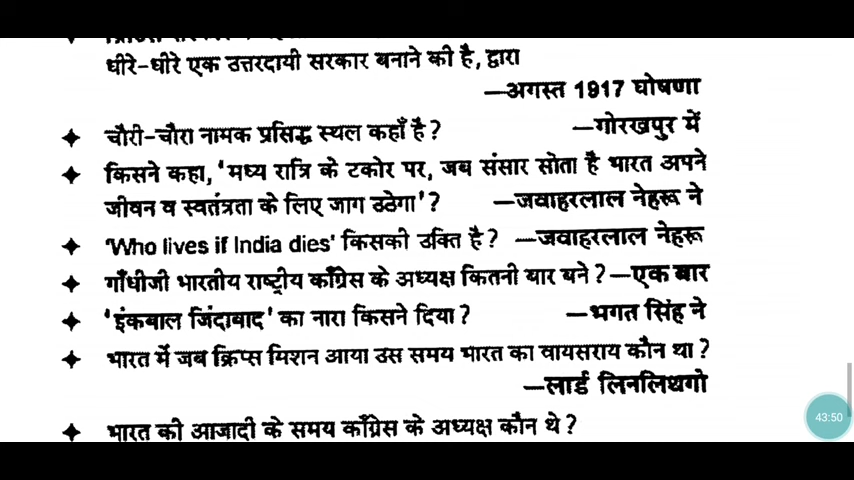 धीरे-धीरे एक उत्तरदायी सरकार बनाने की है, द्वारा
—अगस्त 1917 घोषणा
चौरी-चौरा नामक प्रसिद्ध स्थल कहाँ है? —गोरखपुर में
किसने कहा, 'मध्य रात्रि के टकोर पर, जब संसार सोता है भारत अपने
जीवन व स्वतंत्रता के लिए जाग उठेगा'? —जवाहरलाल नेहरू ने
'Who lives if India dies' किसकी उक्ति है? —जवाहरलाल नेहरू
गाँधीजी भारतीय राष्ट्रीय काँग्रेस के अध्यक्ष कितनी बार बने? —एक बार
'इंकबाल जिंदाबाद' का नारा किसने दिया? —भगत सिंह ने
भारत में जब क्रिप्स मिशन आया उस समय भारत का वायसराय कौन था?
—लार्ड लिनलिथगो
भारत की आजादी के समय काँग्रेस के अध्यक्ष कौन थे?
43:50